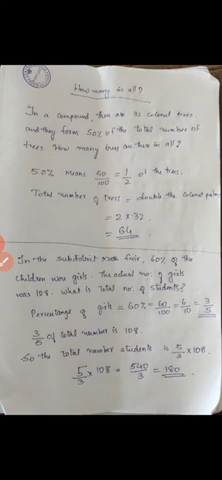 How many in all?
In a compound, there are 32 coconut trees
and they form 50% of the total number of
trees. How many trees are there in all?
50% means 50/100 = 1/2 of the trees.
Total number of trees = double the coconut palms
= 2 × 32
= 64
In the subdistrict Math fair, 60% of the
children were girls. The actual no. of girls
was 108. What is total no. of students?
Percentage of girls = 60% = 60/100 = 6/10 = 3/5
3/5 of total number is 108.
So the total number students is 5/3 × 108.
5/3 × 108 = 540/3 = 180